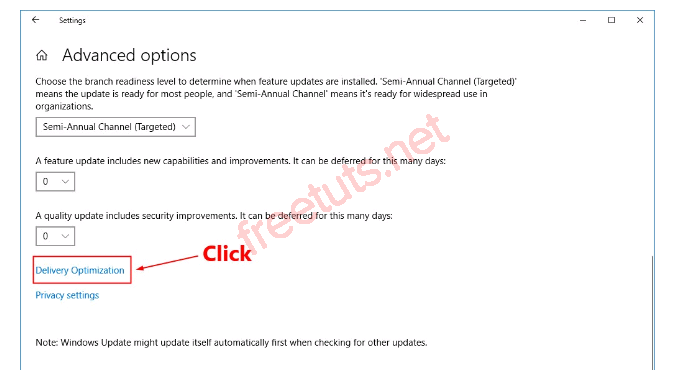 Settings
Advanced options
Choose the branch readiness level to determine when feature updates are installed. 'Semi-Annual Channel (Targeted)'
means the update is ready for most people, and 'Semi-Annual Channel' means it's ready for widespread use in
organizations.
Semi-Annual Channel (Targeted)
A feature update includes new capabilities and improvements. It can be deferred for this many days:
0
A quality update includes security improvements. It can be deferred for this many days:
0
freetuts.net
Click
Delivery Optimization
Privacy settings
Note: Windows Update might update itself automatically first when checking for other updates.